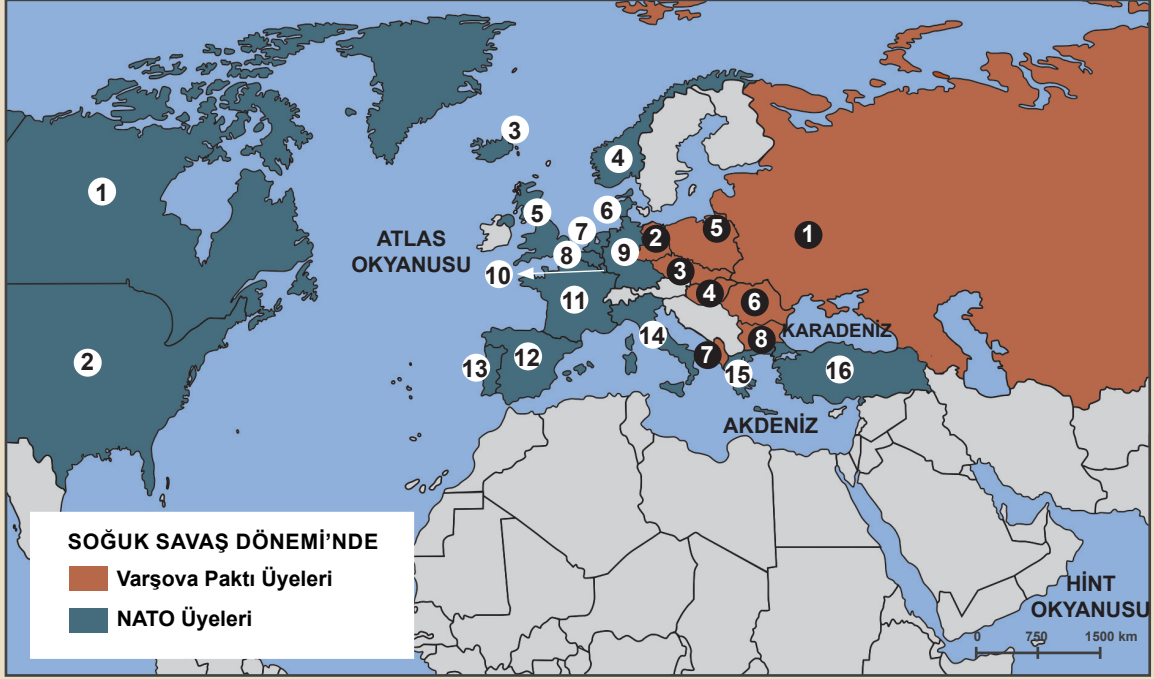 3
4
1
6
5
5
7
1
ATLAS
OKYANUSU
2
8
9
3
10
4
11
6
KARADENİZ
14
8
7
2
13
12
15
16
AKDENİZ
SOĞUK SAVAŞ DÖNEMİ’NDE
Varşova Paktı Üyeleri
NATO Üyeleri
HİNT
OKYANUSU
0 750 1500 km